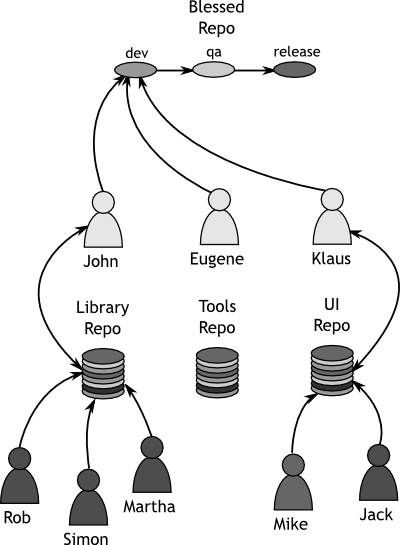 Blessed
Repo
dev
qa
release
John
Eugene
Klaus
Library
Repo
Tools
Repo
UI
Repo
Rob
Simon
Martha
Mike
Jack